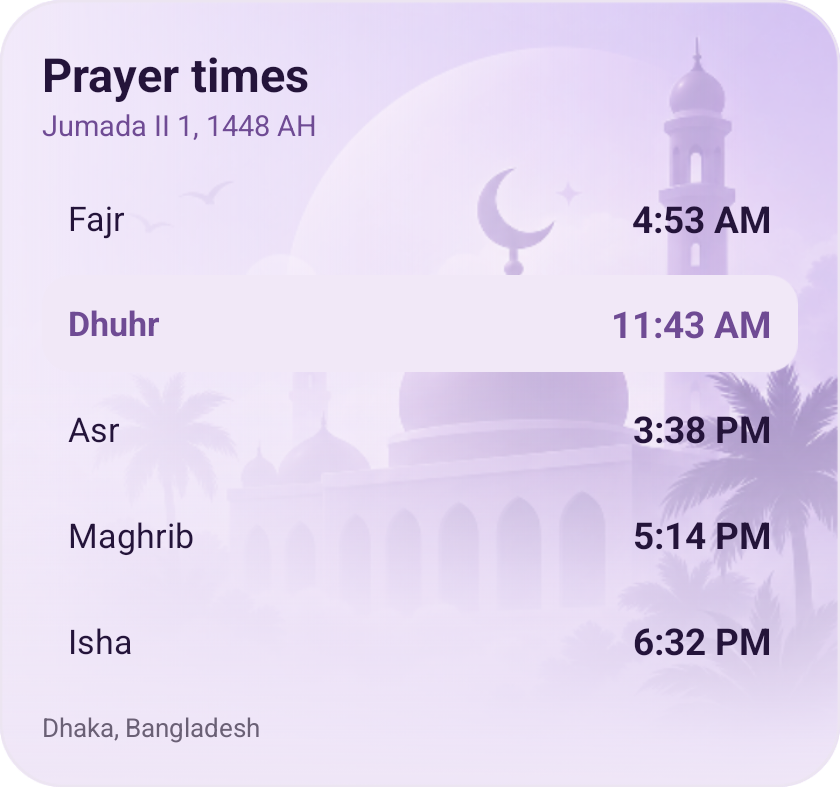 Prayer times
Jumada II 1, 1448 AH
Fajr 4:53 AM
Dhuhr 11:43 AM
Asr 3:38 PM
Maghrib 5:14 PM
Isha 6:32 PM
Dhaka, Bangladesh